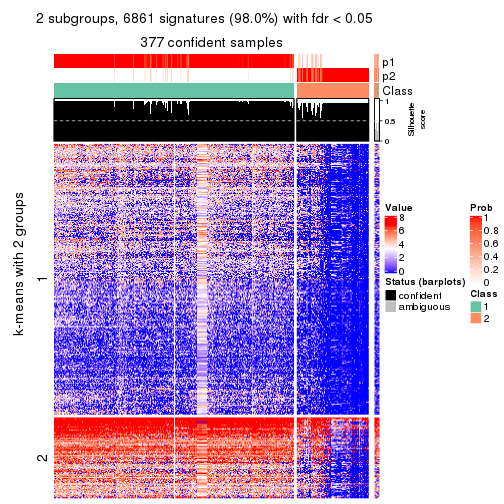 2 subgroups, 6861 signatures (98.0%) with fdr < 0.05
377 confident samples
p1
p2
Class
1
0.5
0
Silhouette
score
k-means with 2 groups
1
2
Value
8
6
4
2
0
Status (barplots)
confident
ambiguous
Prob
1
0.8
0.6
0.4
0.2
0
Class
1
2